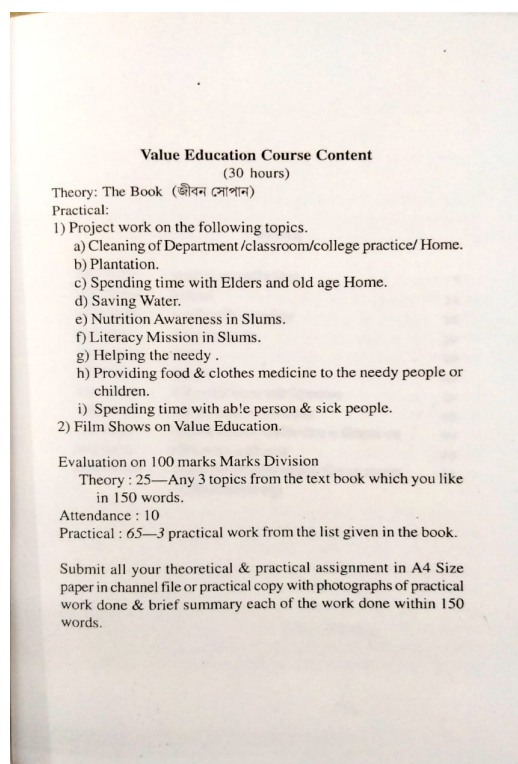 Value Education Course Content
(30 hours)
Theory: The Book (জীবন সোপান)
Practical:
1) Project work on the following topics.
a) Cleaning of Department /classroom/college practice/ Home.
b) Plantation.
c) Spending time with Elders and old age Home.
d) Saving Water.
e) Nutrition Awareness in Slums.
f) Literacy Mission in Slums.
g) Helping the needy .
h) Providing food & clothes medicine to the needy people or
children.
i) Spending time with ab!e person & sick people.
2) Film Shows on Value Education.
Evaluation on 100 marks Marks Division
Theory : 25—Any 3 topics from the text book which you like
in 150 words.
Attendance : 10
Practical : 65—3 practical work from the list given in the book.
Submit all your theoretical & practical assignment in A4 Size
paper in channel file or practical copy with photographs of practical
work done & brief summary each of the work done within 150
words.